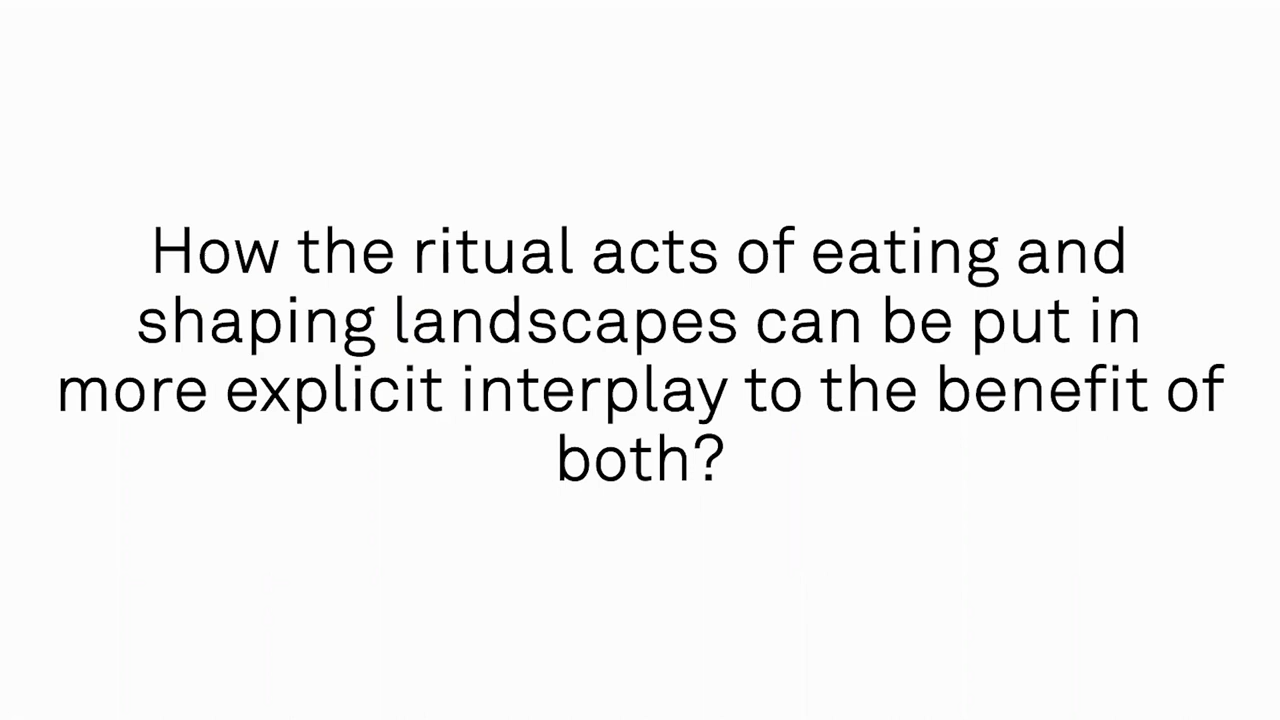 How the ritual acts of eating and
shaping landscapes can be put in
more explicit interplay to the benefit of
both?